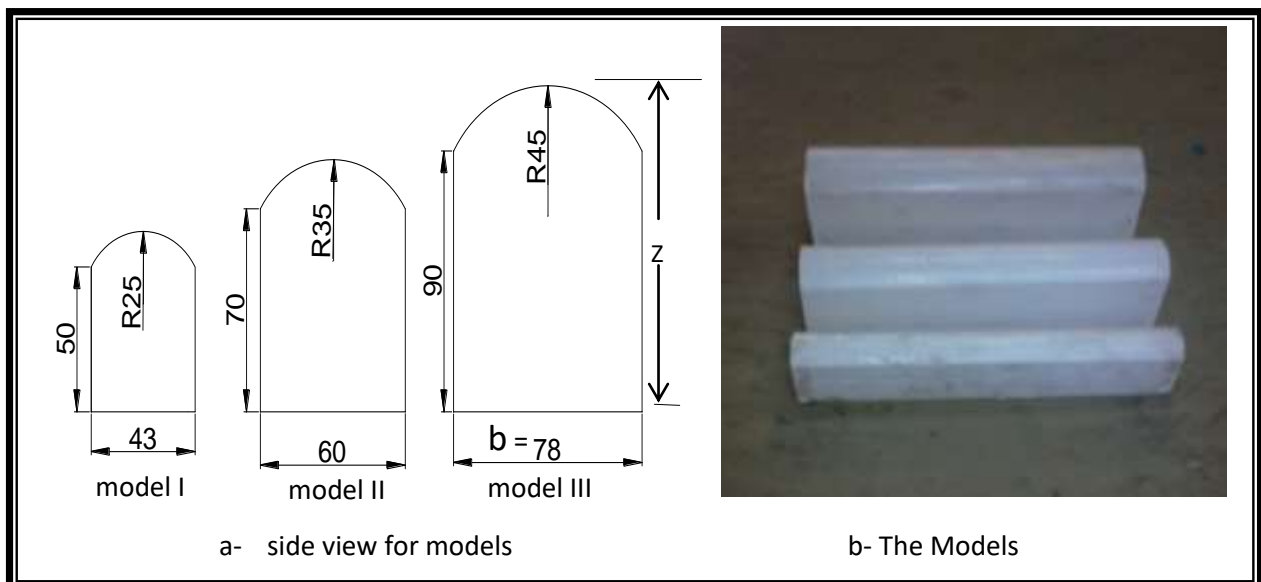 R25
50
43
model I
R35
70
60
model II
R45
90
Z
b = 78
model III
a- side view for models
b- The Models